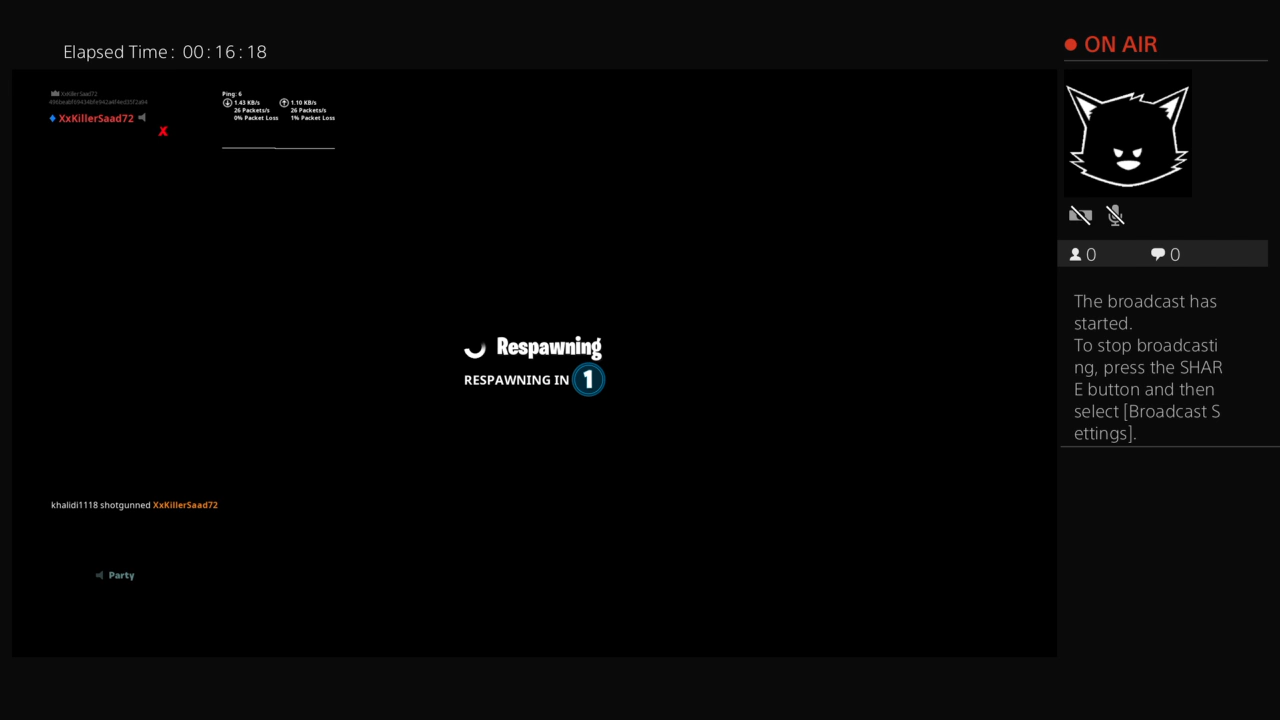 Elapsed Time: 00:16:18
ON AIR
XxKillerSaad72
XxKillerSaad72
X
Ping: 6
1.43 KB/s
26 Packets/s
0% Packet Loss
1.10 KB/s
26 Packets/s
1% Packet Loss
0
0
The broadcast has
started.
To stop broadcasti
ng, press the SHAR
E button and then
select [Broadcast S
ettings].
Respawning
RESPAWNING IN 1
khalidi1118 shotgunned XxKillerSaad72
Party